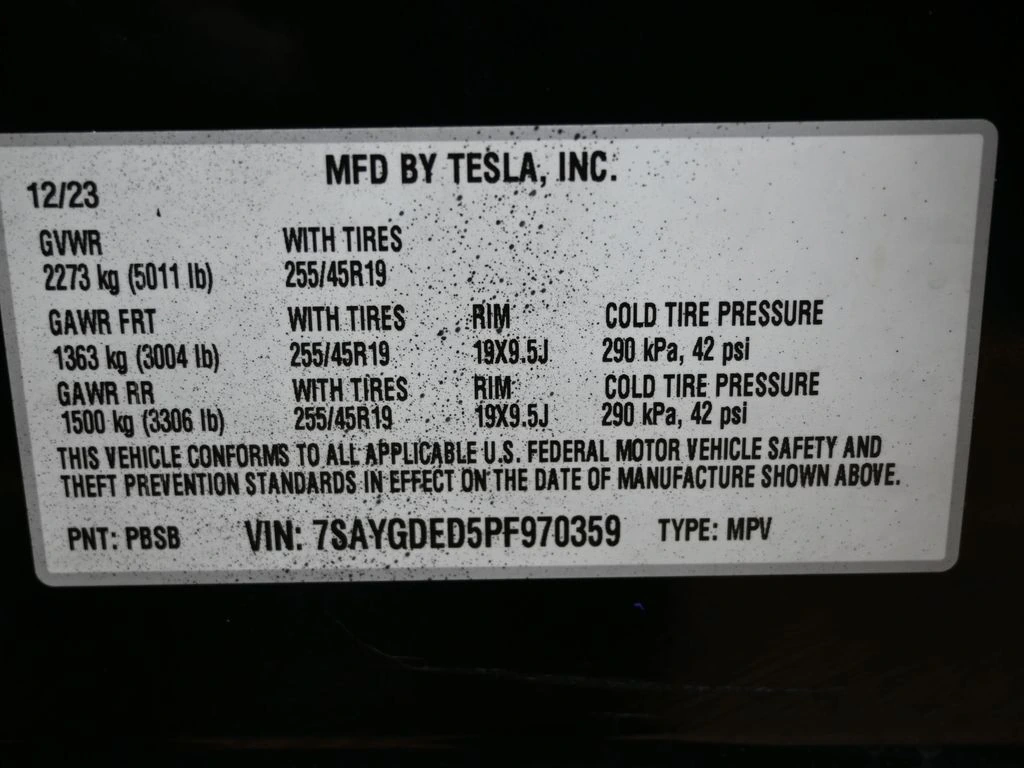 MFD BY TESLA, INC.
12/23
GVWR WITH TIRES
2273 kg (5011 lb) 255/45R19
GAWR FRT WITH TIRES RIM COLD TIRE PRESSURE
1363 kg (3004 lb) 255/45R19 19X9.5J 290 kPa, 42 psi
GAWR RR WITH TIRES RIM COLD TIRE PRESSURE
1500 kg (3306 lb) 255/45R19 19X9.5J 290 kPa, 42 psi
THIS VEHICLE CONFORMS TO ALL APPLICABLE U.S. FEDERAL MOTOR VEHICLE SAFETY AND
THEFT PREVENTION STANDARDS IN EFFECT ON THE DATE OF MANUFACTURE SHOWN ABOVE.
PNT: PBSB VIN: 7SAYGDED5PF970359 TYPE: MPV